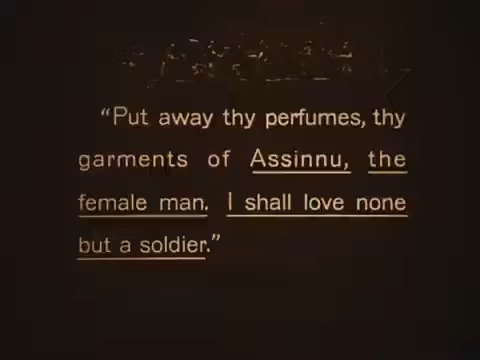 “Put away thy perfumes, thy
garments of Assinnu, the
female man. I shall love none
but a soldier.”